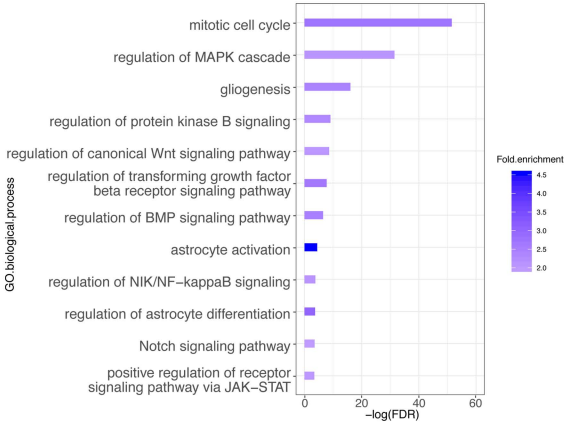 mitotic cell cycle
regulation of MAPK cascade
gliogenesis
regulation of protein kinase B signaling
regulation of canonical Wnt signaling pathway
regulation of transforming growth factor
beta receptor signaling pathway
regulation of BMP signaling pathway
astrocyte activation
regulation of NIK/NF−kappaB signaling
regulation of astrocyte differentiation
Notch signaling pathway
positive regulation of receptor
signaling pathway via JAK−STAT
GO.biological.process
0 20 40 60
−log(FDR)
Fold.enrichment
4.5
4.0
3.5
3.0
2.5
2.0